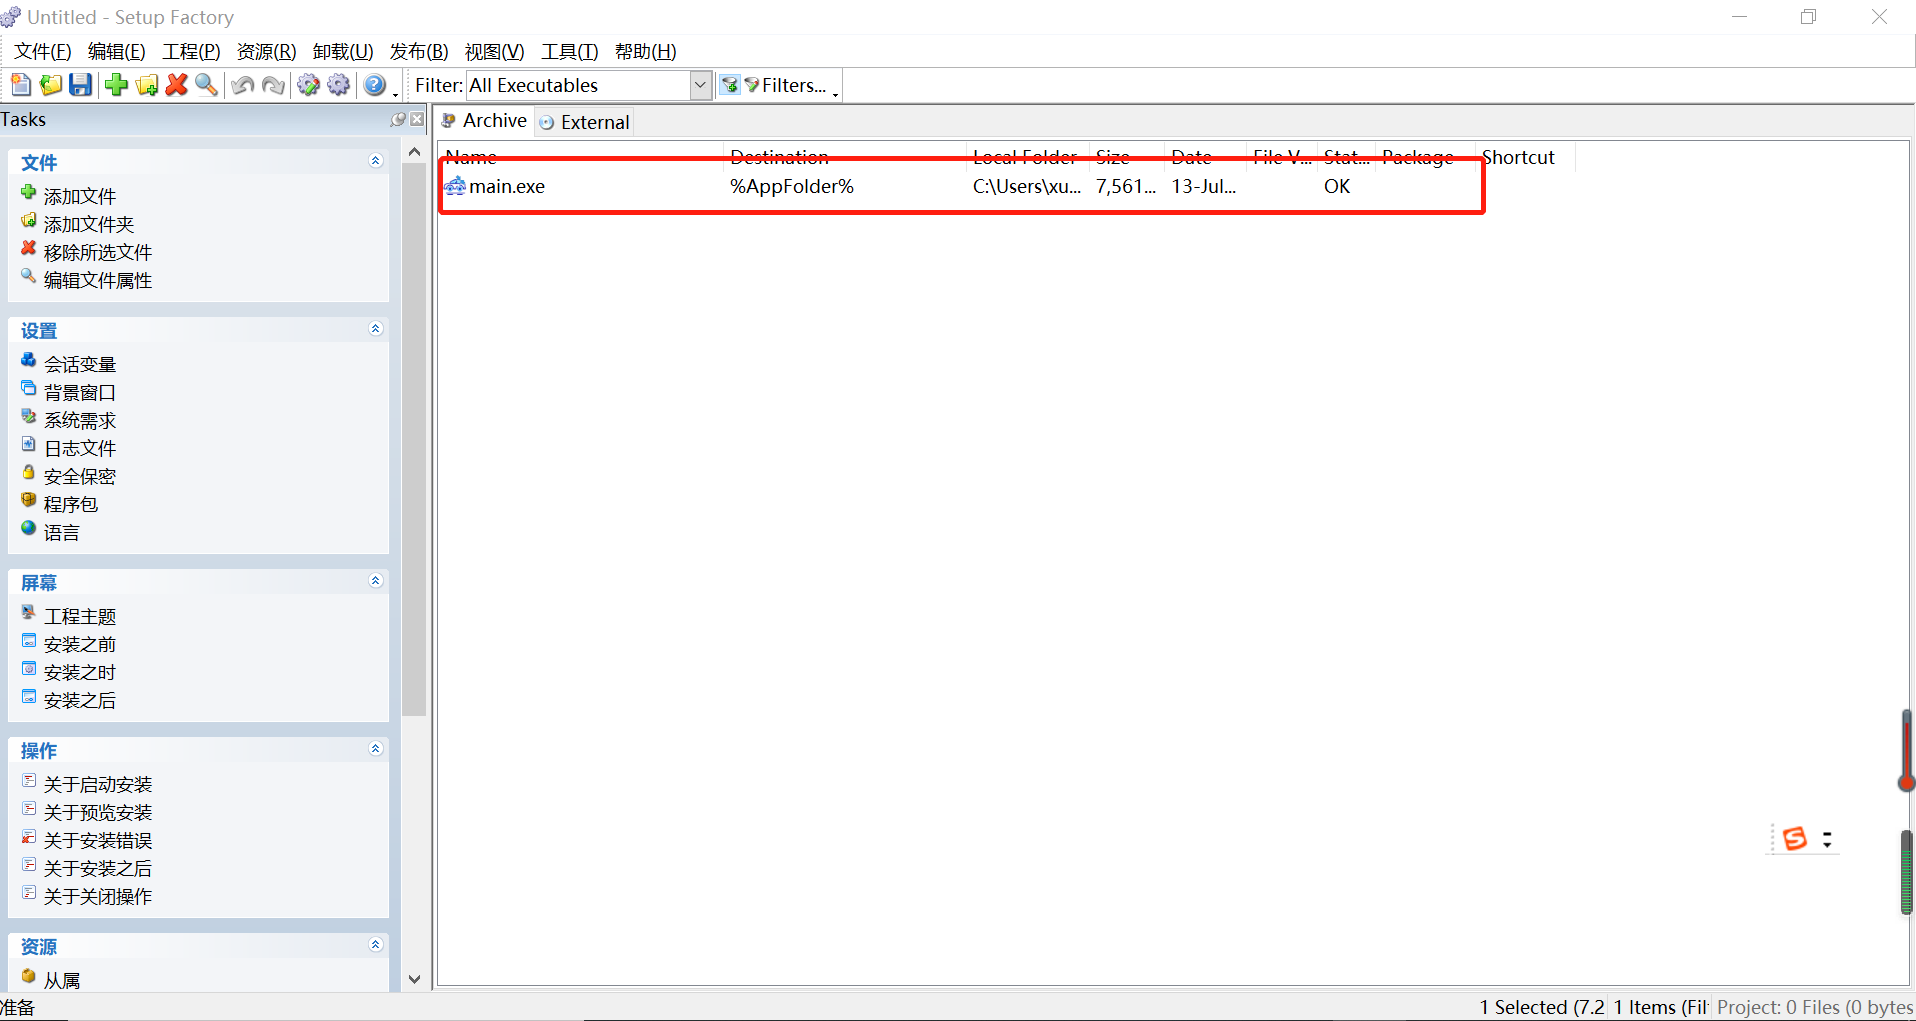 Untitled - Setup Factory
文件(F) 编辑(E) 工程(P) 资源(R) 卸载(U) 发布(B) 视图(V) 工具(T) 帮助(H)
Filter: All Executables Filters...
Tasks
Archive External
文件
添加文件
添加文件夹
移除所选文件
编辑文件属性
设置
会话变量
背景窗口
系统需求
日志文件
安全保密
程序包
语言
屏幕
工程主题
安装之前
安装之时
安装之后
操作
关于启动安装
关于预览安装
关于安装错误
关于安装之后
关于关闭操作
资源
从属
Name Destination Local Folder Size Date File V... Stat... Package Shortcut
main.exe %AppFolder% C:\Users\xu... 7,561... 13-Jul... OK
准备
1 Selected (7.2 1 Items (Fil Project: 0 Files (0 bytes